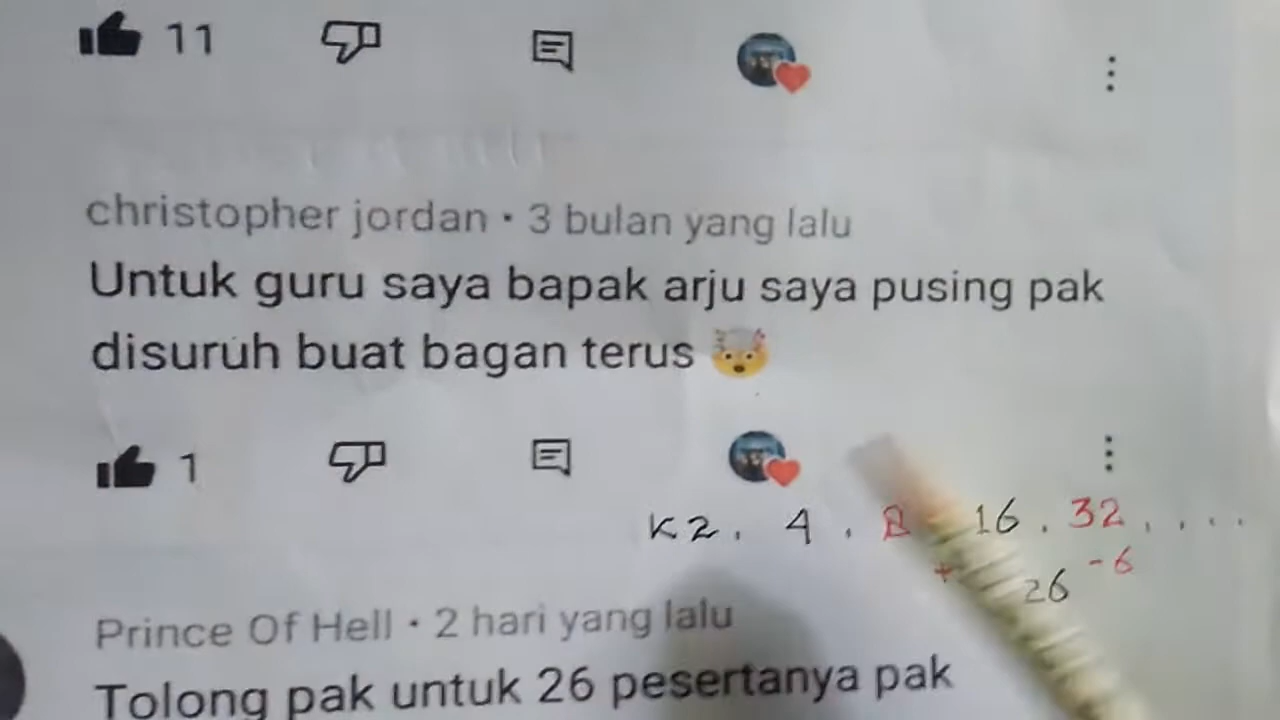 11
christopher jordan • 3 bulan yang lalu
Untuk guru saya bapak arju saya pusing pak
disuruh buat bagan terus 🤯
1
K2. 4. 8 16. 32. ....
+ 26 -6
Prince Of Hell • 2 hari yang lalu
Tolong pak untuk 26 pesertanya pak